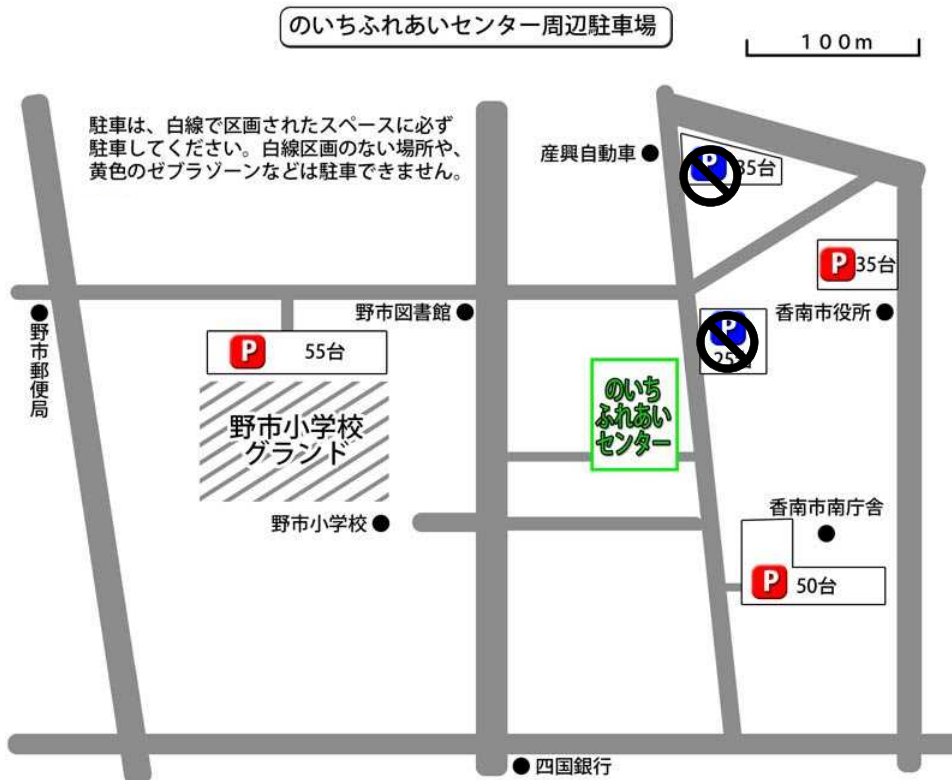 のいちふれあいセンター周辺駐車場
100m
駐車は、白線で区画されたスペースに必ず
駐車してください。白線区画のない場所や、
黄色のゼブラゾーンなどは駐車できません。
産興自動車
P
35台
P 35台
野市郵便局
野市図書館
香南市役所
P
25台
P 55台
のいち
ふれあい
センター
野市小学校
グランド
野市小学校
香南市南庁舎
P 50台
四国銀行